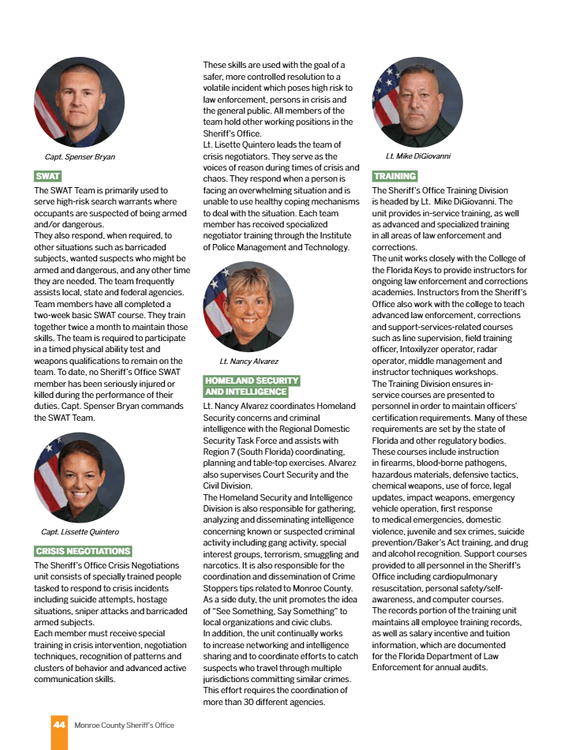 Capt. Spenser Bryan
SWAT
The SWAT Team is primarily used to
serve high-risk search warrants where
occupants are suspected of being armed
and/or dangerous.
They also respond, when required, to
other situations such as barricaded
subjects, wanted suspects who might be
armed and dangerous, and any other time
they are needed. The team frequently
assists local, state and federal agencies.
Team members have all completed a
two-week basic SWAT course. They train
together twice a month to maintain those
skills. The team is required to participate
in a timed physical ability test and
weapons qualifications to remain on the
team. To date, no Sheriff's Office SWAT
member has been seriously injured or
killed during the performance of their
duties. Capt. Spenser Bryan commands
the SWAT Team.
Capt. Lissette Quintero
CRISIS NEGOTIATIONS
The Sheriff's Office Crisis Negotiations
unit consists of specially trained people
tasked to respond to crisis incidents
including suicide attempts, hostage
situations, sniper attacks and barricaded
armed subjects.
Each member must receive special
training in crisis intervention, negotiation
techniques, recognition of patterns and
clusters of behavior and advanced active
communication skills.
These skills are used with the goal of a
safer, more controlled resolution to a
volatile incident which poses high risk to
law enforcement, persons in crisis and
the general public. All members of the
team hold other working positions in the
Sheriff's Office.
Lt. Lisette Quintero leads the team of
crisis negotiators. They serve as the
voices of reason during times of crisis and
chaos. They respond when a person is
facing an overwhelming situation and is
unable to use healthy coping mechanisms
to deal with the situation. Each team
member has received specialized
negotiator training through the Institute
of Police Management and Technology.
Lt. Nancy Alvarez
HOMELAND SECURITY
AND INTELLIGENCE
Lt. Nancy Alvarez coordinates Homeland
Security concerns and criminal
intelligence with the Regional Domestic
Security Task Force and assists with
Region 7 (South Florida) coordinating,
planning and table-top exercises. Alvarez
also supervises Court Security and the
Civil Division.
The Homeland Security and Intelligence
Division is also responsible for gathering,
analyzing and disseminating intelligence
concerning known or suspected criminal
activity including gang activity, special
interest groups, terrorism, smuggling and
narcotics. It is also responsible for the
coordination and dissemination of Crime
Stoppers tips related to Monroe County.
As a side duty, the unit promotes the idea
of "See Something, Say Something" to
local organizations and civic clubs.
In addition, the unit continually works
to increase networking and intelligence
sharing and to coordinate efforts to catch
suspects who travel through multiple
jurisdictions committing similar crimes.
This effort requires the coordination of
more than 30 different agencies.
Lt. Mike DiGiovanni
TRAINING
The Sheriff's Office Training Division
is headed by Lt. Mike DiGiovanni. The
unit provides in-service training, as well
as advanced and specialized training
in all areas of law enforcement and
corrections.
The unit works closely with the College of
the Florida Keys to provide instructors for
ongoing law enforcement and corrections
academies. Instructors from the Sheriff's
Office also work with the college to teach
advanced law enforcement, corrections
and support-services-related courses
such as line supervision, field training
officer, Intoxilyzer operator, radar
operator, middle management and
instructor techniques workshops.
The Training Division ensures in-
service courses are presented to
personnel in order to maintain officers'
certification requirements. Many of these
requirements are set by the state of
Florida and other regulatory bodies.
These courses include instruction
in firearms, blood-borne pathogens,
hazardous materials, defensive tactics,
chemical weapons, use of force, legal
updates, impact weapons, emergency
vehicle operation, first response
to medical emergencies, domestic
violence, juvenile and sex crimes, suicide
prevention/Baker's Act training, and drug
and alcohol recognition. Support courses
provided to all personnel in the Sheriff's
Office including cardiopulmonary
resuscitation, personal safety/self-
awareness, and computer courses.
The records portion of the training unit
maintains all employee training records,
as well as salary incentive and tuition
information, which are documented
for the Florida Department of Law
Enforcement for annual audits.
44 Monroe County Sheriff's Office